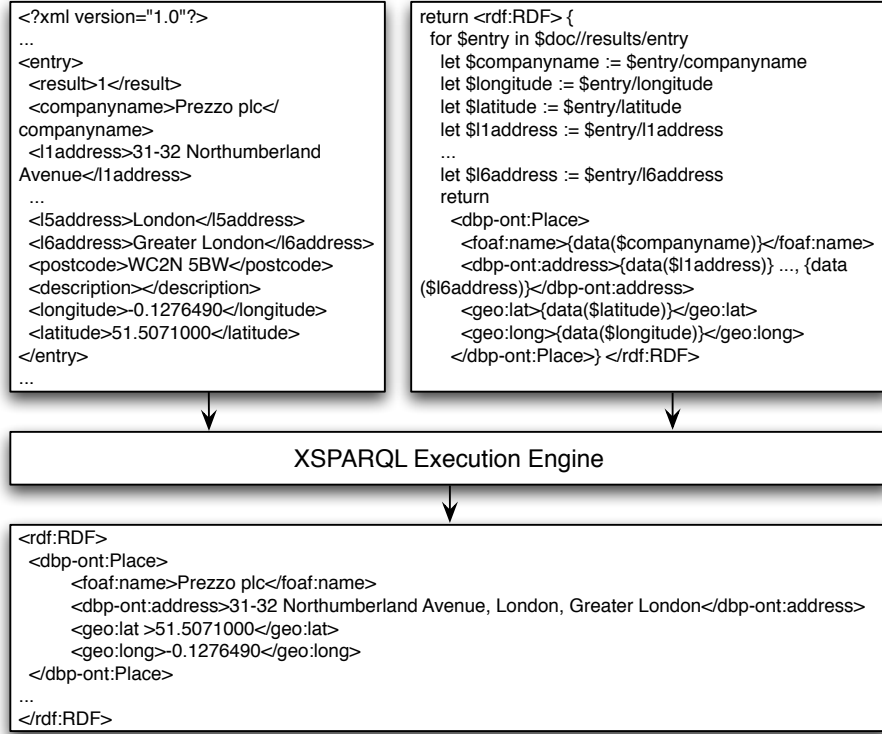 <?xml version="1.0"?>
...
<entry>
<result>1</result>
<companyname>Prezzo plc</
companyname>
<l1address>31-32 Northumberland
Avenue</l1address>
...
<l5address>London</l5address>
<l6address>Greater London</l6address>
<postcode>WC2N 5BW</postcode>
<description></description>
<longitude>-0.1276490</longitude>
<latitude>51.5071000</latitude>
</entry>
...
return <rdf:RDF> {
for $entry in $doc//results/entry
let $companyname := $entry/companyname
let $longitude := $entry/longitude
let $latitude := $entry/latitude
let $l1address := $entry/l1address
...
let $l6address := $entry/l6address
return
<dbp-ont:Place>
<foaf:name>{data($companyname)}</foaf:name>
<dbp-ont:address>{data($l1address)} ..., {data
($l6address)}</dbp-ont:address>
<geo:lat>{data($latitude)}</geo:lat>
<geo:long>{data($longitude)}</geo:long>
</dbp-ont:Place>} </rdf:RDF>
XSPARQL Execution Engine
<rdf:RDF>
<dbp-ont:Place>
<foaf:name>Prezzo plc</foaf:name>
<dbp-ont:address>31-32 Northumberland Avenue, London, Greater London</dbp-ont:address>
<geo:lat >51.5071000</geo:lat>
<geo:long>-0.1276490</geo:long>
</dbp-ont:Place>
...
</rdf:RDF>